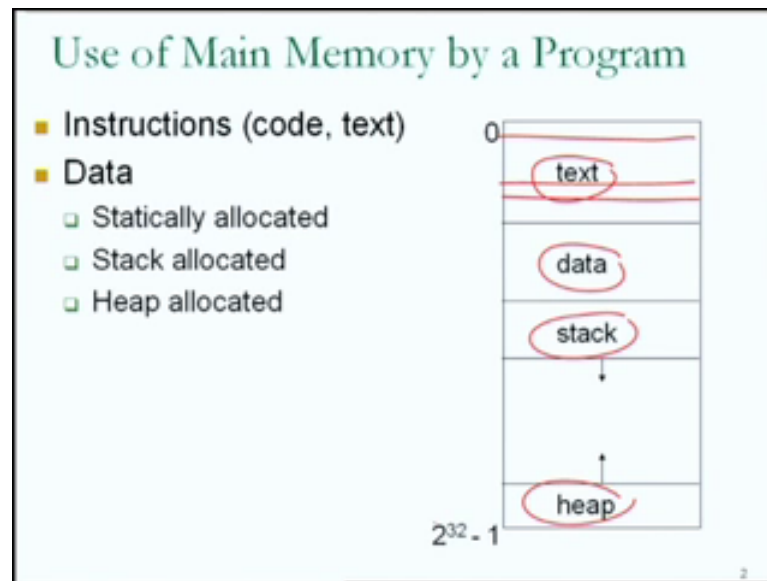 Use of Main Memory by a Program
Instructions (code, text)
Data
Statically allocated
Stack allocated
Heap allocated
0
text
data
stack
heap
2³² - 1
2